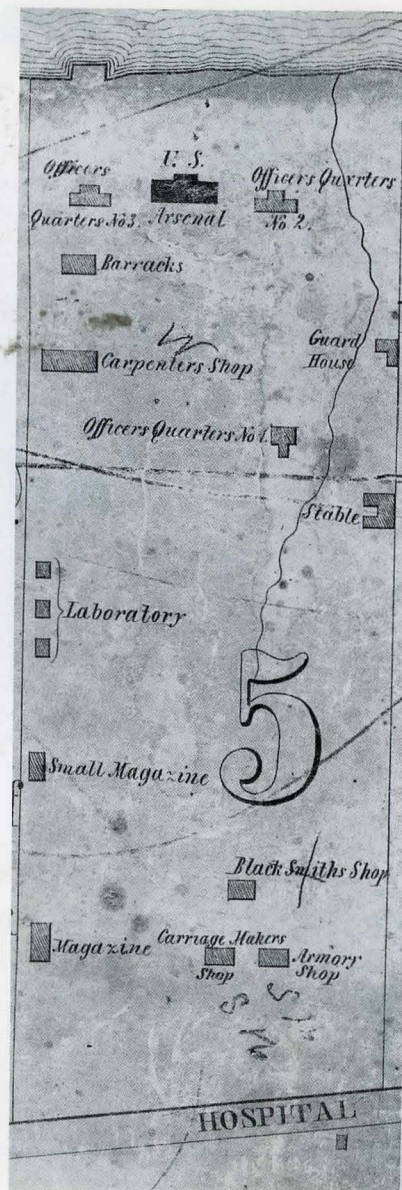 U. S.
Arsenal
Officers
Quarters No 3.
Officers Quxrters
No 2.
Barracks
Carpenters Shop
Guard
House
Officers Quarters No 1.
Stable
Laboratory
5
Small Magazine
Black Smiths Shop
Magazine
Carriage Makers
Shop
Armory
Shop
HOSPITAL